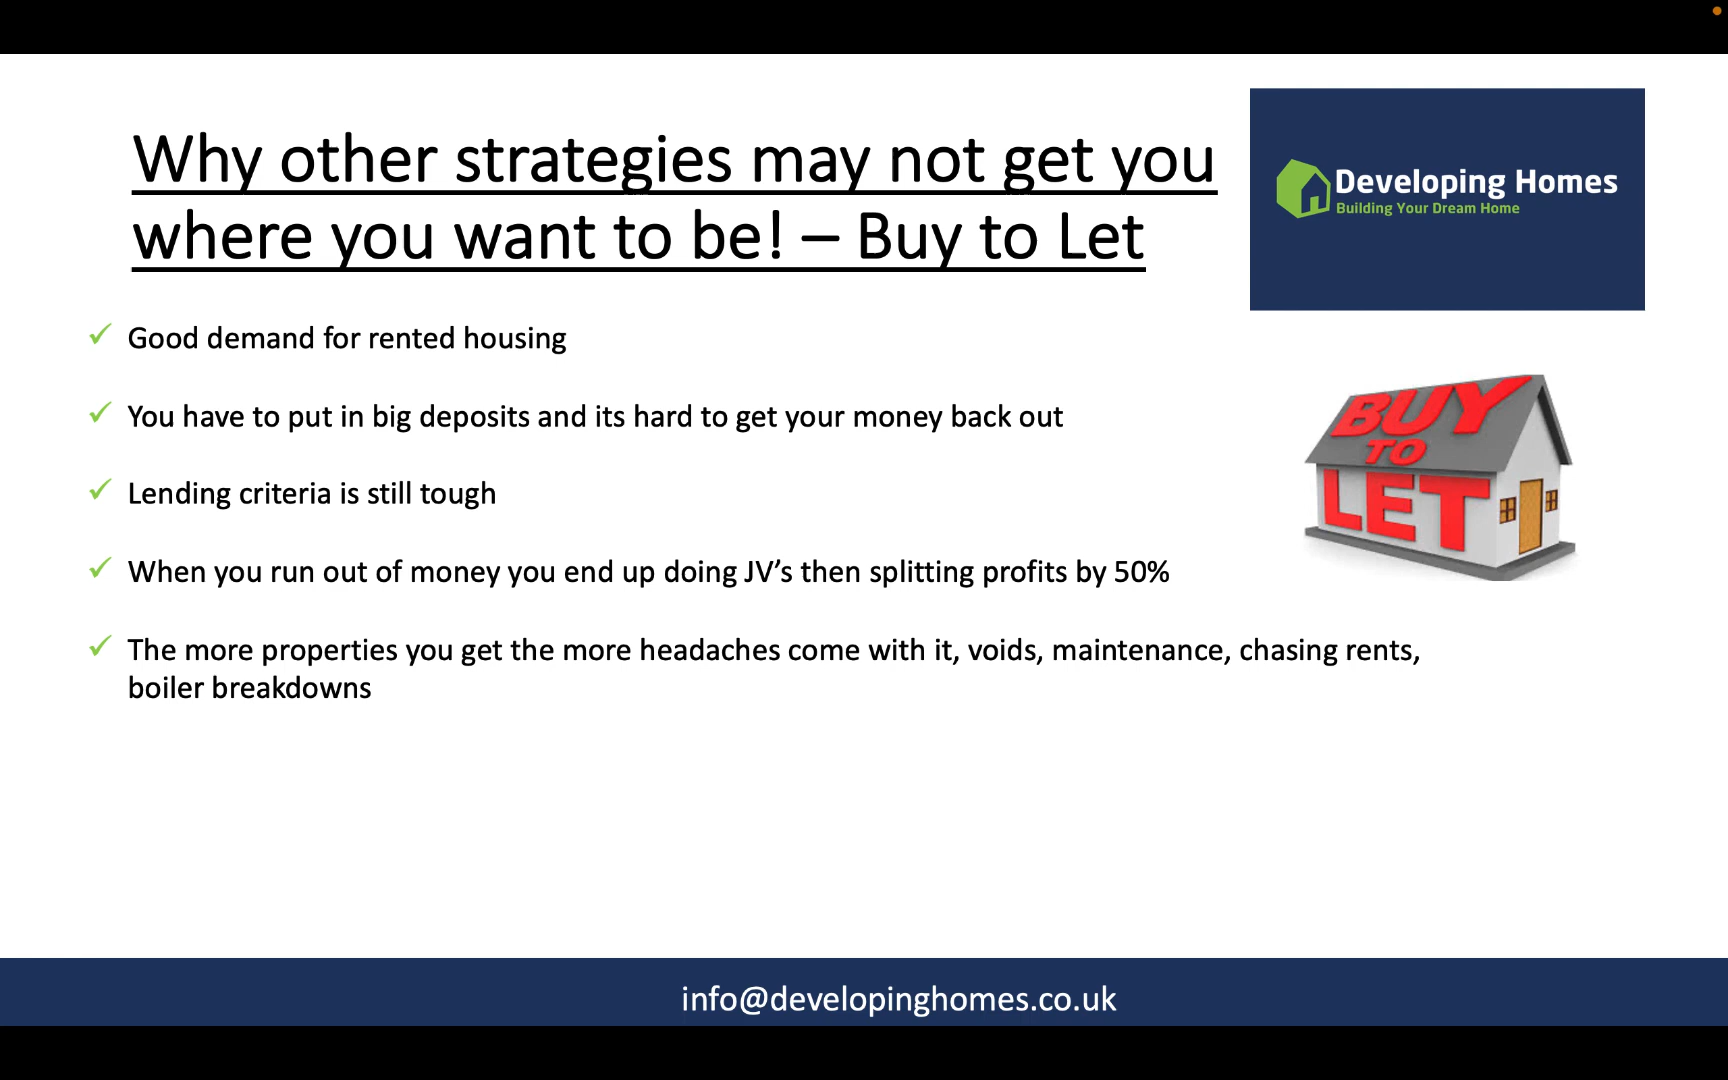 Why other strategies may not get you
where you want to be! – Buy to Let
Developing Homes
Building Your Dream Home
Good demand for rented housing
You have to put in big deposits and its hard to get your money back out
Lending criteria is still tough
When you run out of money you end up doing JV’s then splitting profits by 50%
The more properties you get the more headaches come with it, voids, maintenance, chasing rents,
boiler breakdowns
BUY
TO
LET
info@developinghomes.co.uk